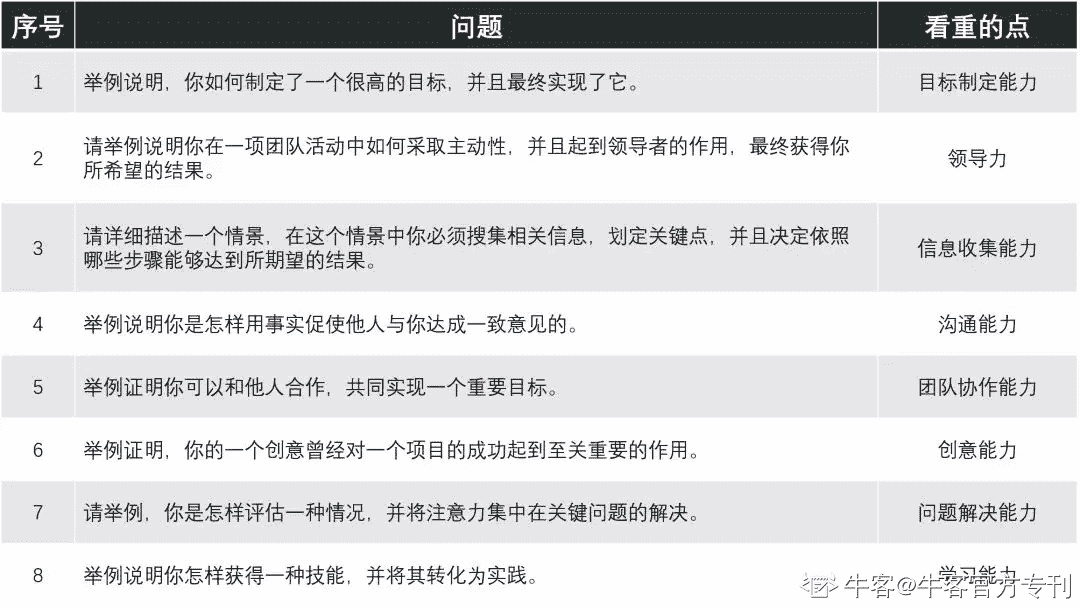 序号 问题 看重的点
1 举例说明，你如何制定了一个很高的目标，并且最终实现了它。 目标制定能力
2 请举例说明你在一项团队活动中如何采取主动性，并且起到领导者的作用，最终获得你
所希望的结果。 领导力
3 请详细描述一个情景，在这个情景中你必须搜集相关信息，划定关键点，并且决定依照
哪些步骤能够达到所期望的结果。 信息收集能力
4 举例说明你是怎样用事实促使他人与你达成一致意见的。 沟通能力
5 举例证明你可以和他人合作，共同实现一个重要目标。 团队协作能力
6 举例证明，你的一个创意曾经对一个项目的成功起到至关重要的作用。 创意能力
7 请举例，你是怎样评估一种情况，并将注意力集中在关键问题的解决。 问题解决能力
8 举例说明你怎样获得一种技能，并将其转化为实践。 学习能力
牛客@牛客官方专刊